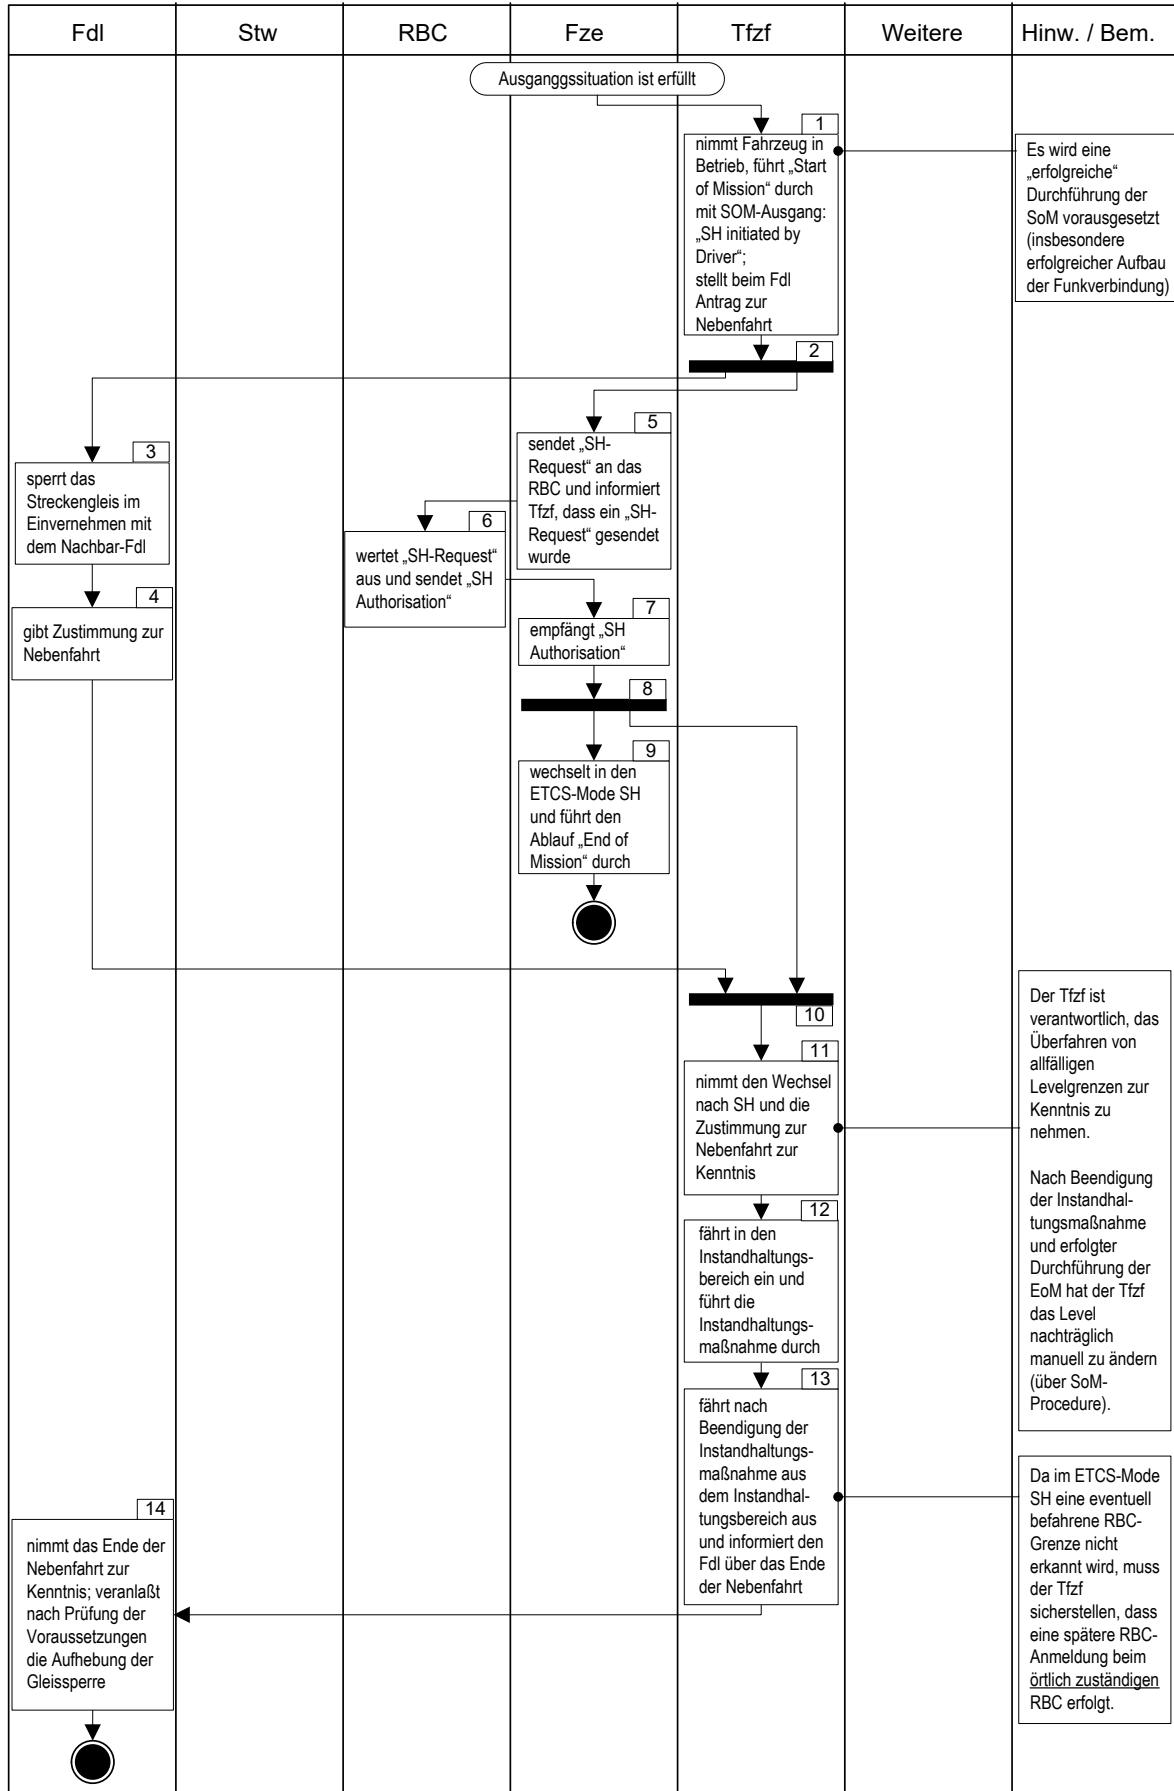 Fdl
Stw
RBC
Fze
Tfzf
Weitere
Hinw. / Bem.
Ausganggssituation ist erfüllt
1
nimmt Fahrzeug in
Betrieb, führt „Start
of Mission“ durch
mit SOM-Ausgang:
„SH initiated by
Driver“;
stellt beim Fdl
Antrag zur
Nebenfahrt
Es wird eine
„erfolgreiche“
Durchführung der
SoM vorausgesetzt
(insbesondere
erfolgreicher Aufbau
der Funkverbindung)
2
3
sperrt das
Streckengleis im
Einvernehmen mit
dem Nachbar-Fdl
4
gibt Zustimmung zur
Nebenfahrt
5
sendet „SH-
Request“ an das
RBC und informiert
Tfzf, dass ein „SH-
Request“ gesendet
wurde
6
wertet „SH-Request“
aus und sendet „SH
Authorisation“
7
empfängt „SH
Authorisation“
8
9
wechselt in den
ETCS-Mode SH
und führt den
Ablauf „End of
Mission“ durch
10
11
nimmt den Wechsel
nach SH und die
Zustimmung zur
Nebenfahrt zur
Kenntnis
Der Tfzf ist
verantwortlich, das
Überfahren von
allfälligen
Levelgrenzen zur
Kenntnis zu
nehmen.
Nach Beendigung
der Instandhal-
tungsmaßnahme
und erfolgter
Durchführung der
EoM hat der Tfzf
das Level
nachträglich
manuell zu ändern
(über SoM-
Procedure).
12
fährt in den
Instandhaltungs-
bereich ein und
führt die
Instandhaltungs-
maßnahme durch
13
fährt nach
Beendigung der
Instandhaltungs-
maßnahme aus
dem Instandhal-
tungsbereich aus
und informiert den
Fdl über das Ende
der Nebenfahrt
Da im ETCS-Mode
SH eine eventuell
befahrene RBC-
Grenze nicht
erkannt wird, muss
der Tfzf
sicherstellen, dass
eine spätere RBC-
Anmeldung beim
örtlich zuständigen
RBC erfolgt.
14
nimmt das Ende der
Nebenfahrt zur
Kenntnis; veranlaßt
nach Prüfung der
Voraussetzungen
die Aufhebung der
Gleissperre